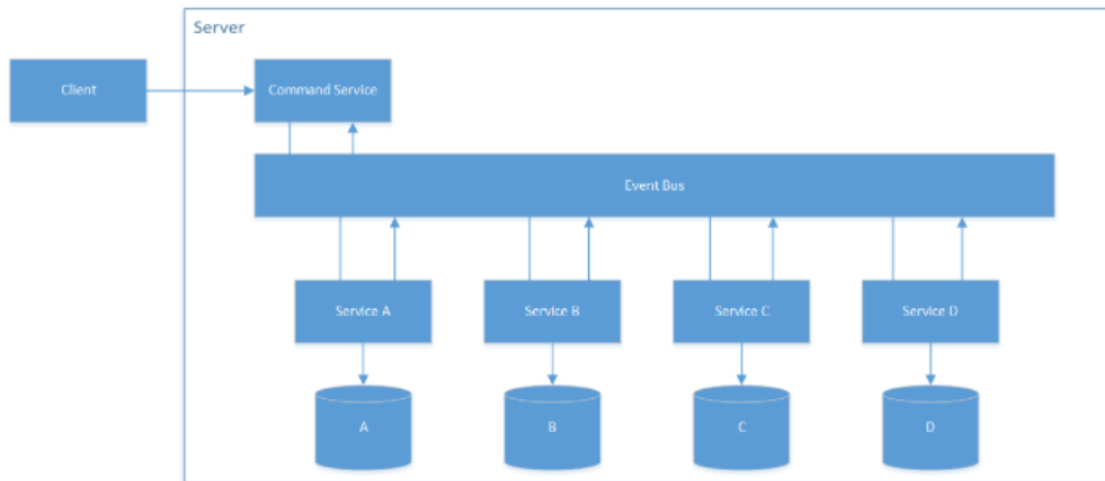 Server
Client
Command Service
Event Bus
Service A
Service B
Service C
Service D
A
B
C
D